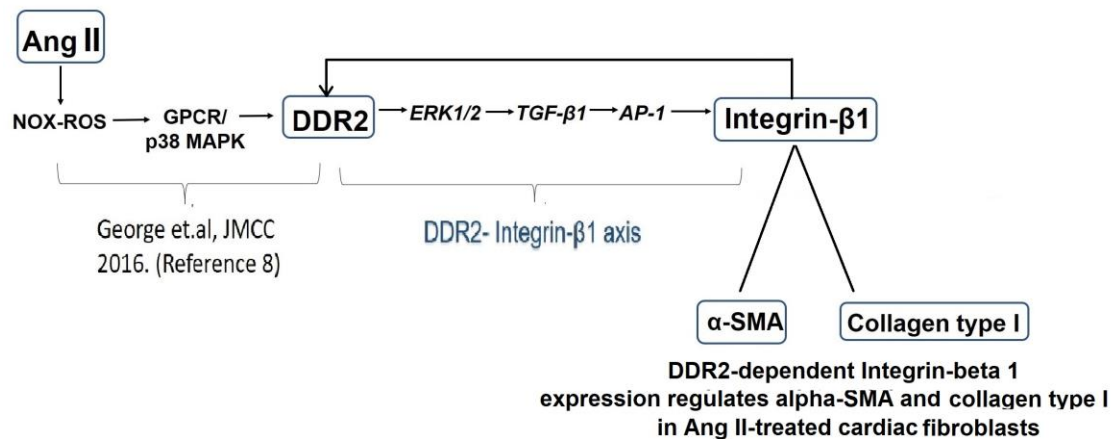 Ang II
NOX-ROS
GPCR/
p38 MAPK
DDR2
ERK1/2
TGF-β1
AP-1
Integrin-β1
George et.al, JMCC
2016. (Reference 8)
DDR2- Integrin-β1 axis
α-SMA
Collagen type I
DDR2-dependent Integrin-beta 1
expression regulates alpha-SMA and collagen type I
in Ang II-treated cardiac fibroblasts